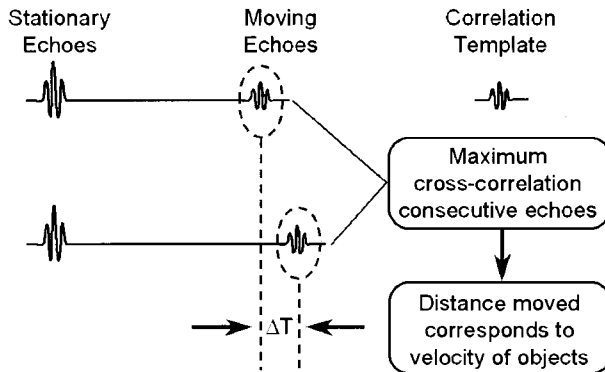 Stationary
Echoes
Moving
Echoes
Correlation
Template
Maximum
cross-correlation
consecutive echoes
Distance moved
corresponds to
velocity of objects
ΔT